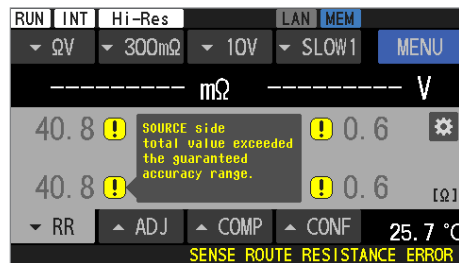 RUN INT Hi-Res LAN MEM
ΩV 300mΩ 10V SLOW1 MENU
---------- mΩ ---------- V
40.8 ! SOURCE side ! 0.6
total value exceeded
the guaranteed
accuracy range.
40.8 ! ! 0.6 [Ω]
RR ADJ COMP CONF 25.7 °C
SENSE ROUTE RESISTANCE ERROR